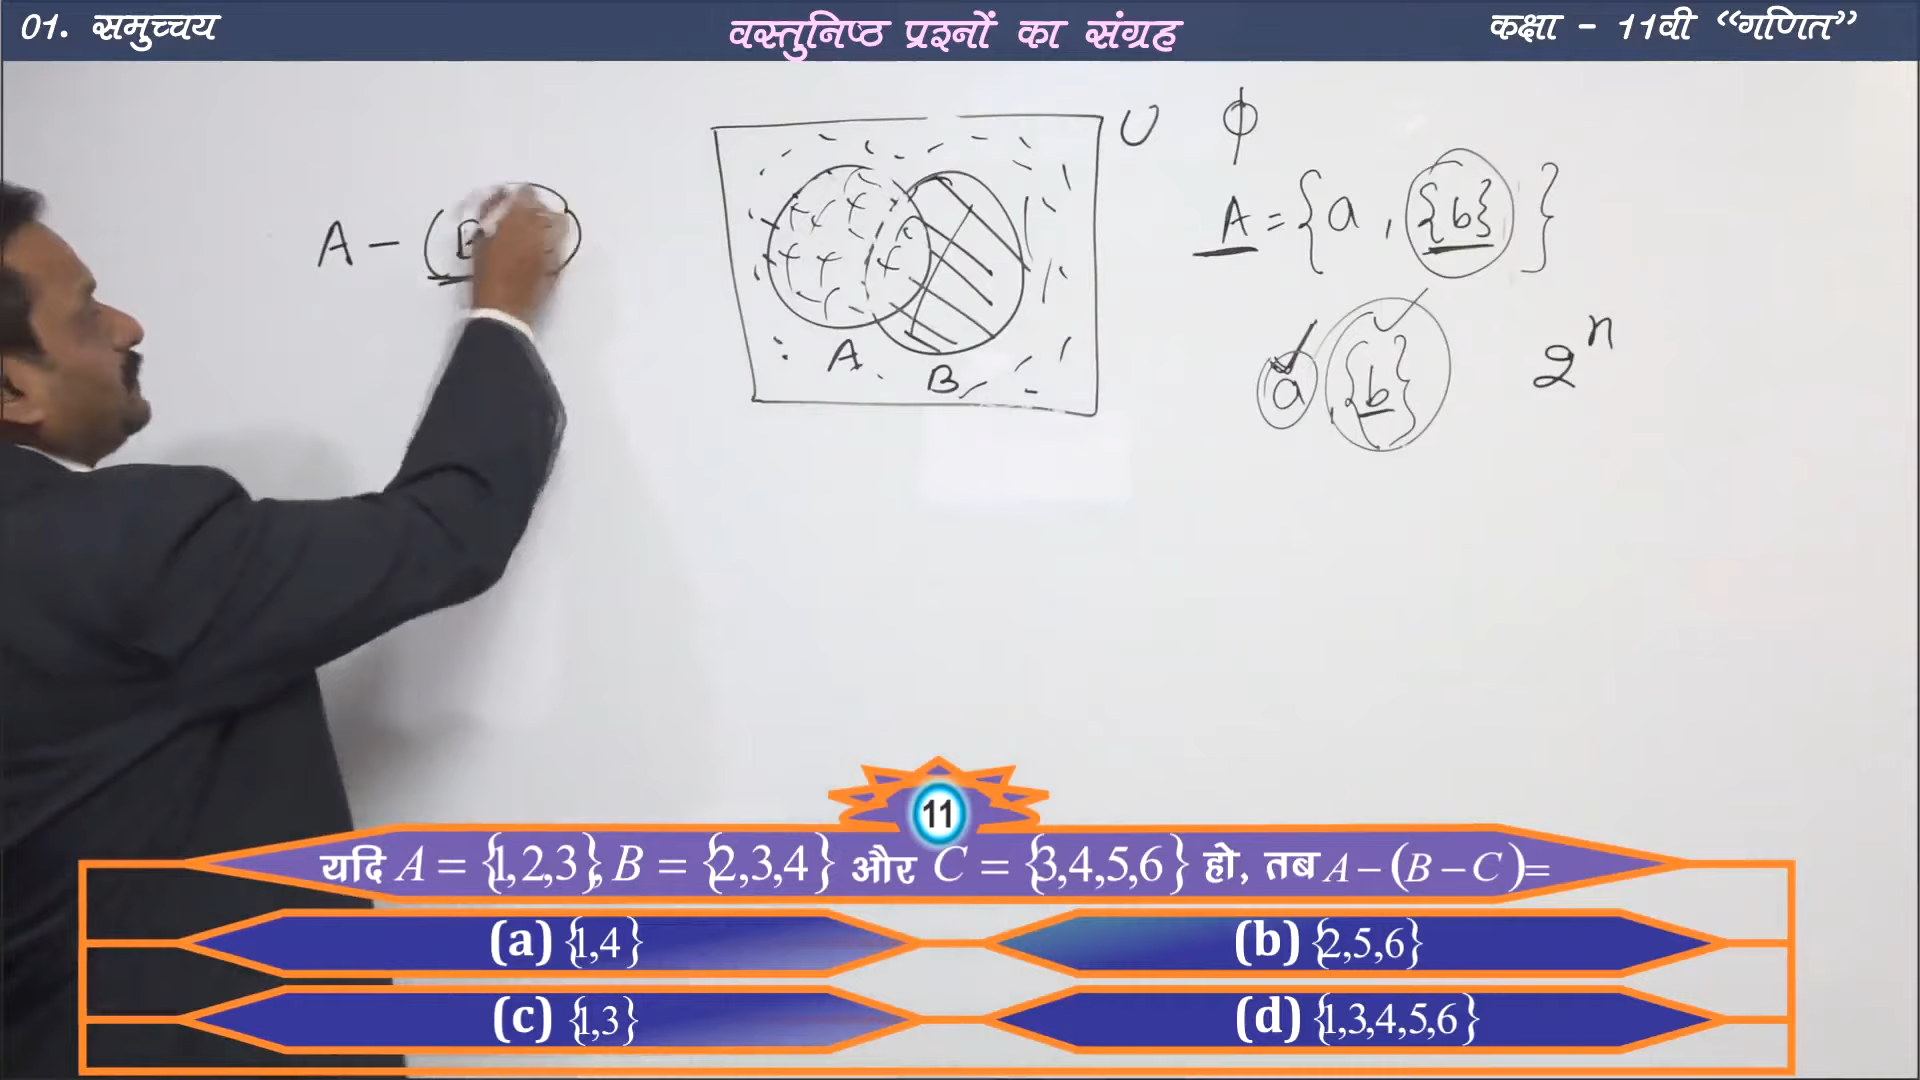 01. समुच्चय
वस्तुनिष्ठ प्रश्नों का संग्रह
कक्षा - 11वी “गणित”
A - (B
U
A
B
ϕ
A = {a, {b}}
a {b}
2^n
11
यदि A = {1,2,3}, B = {2,3,4} और C = {3,4,5,6} हो, तब A-(B-C)=
(a) {1,4}
(b) {2,5,6}
(c) {1,3}
(d) {1,3,4,5,6}